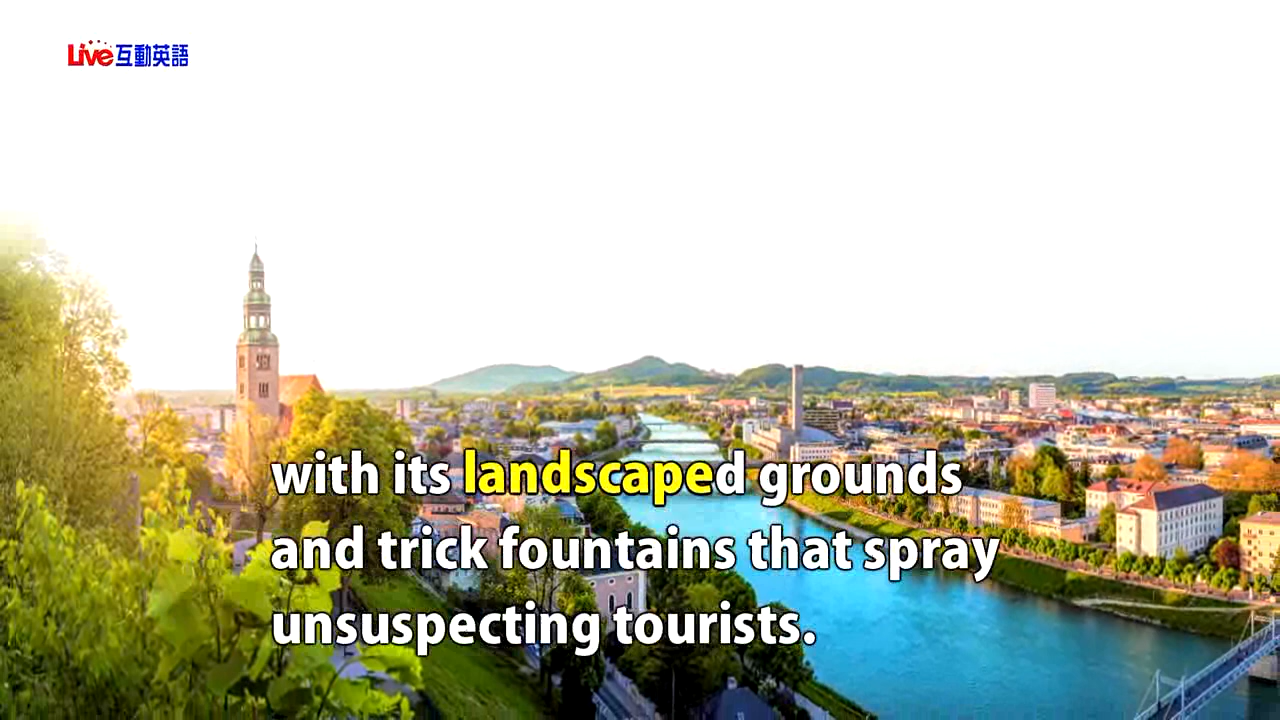 Live互動英語
with its landscaped grounds
and trick fountains that spray
unsuspecting tourists.